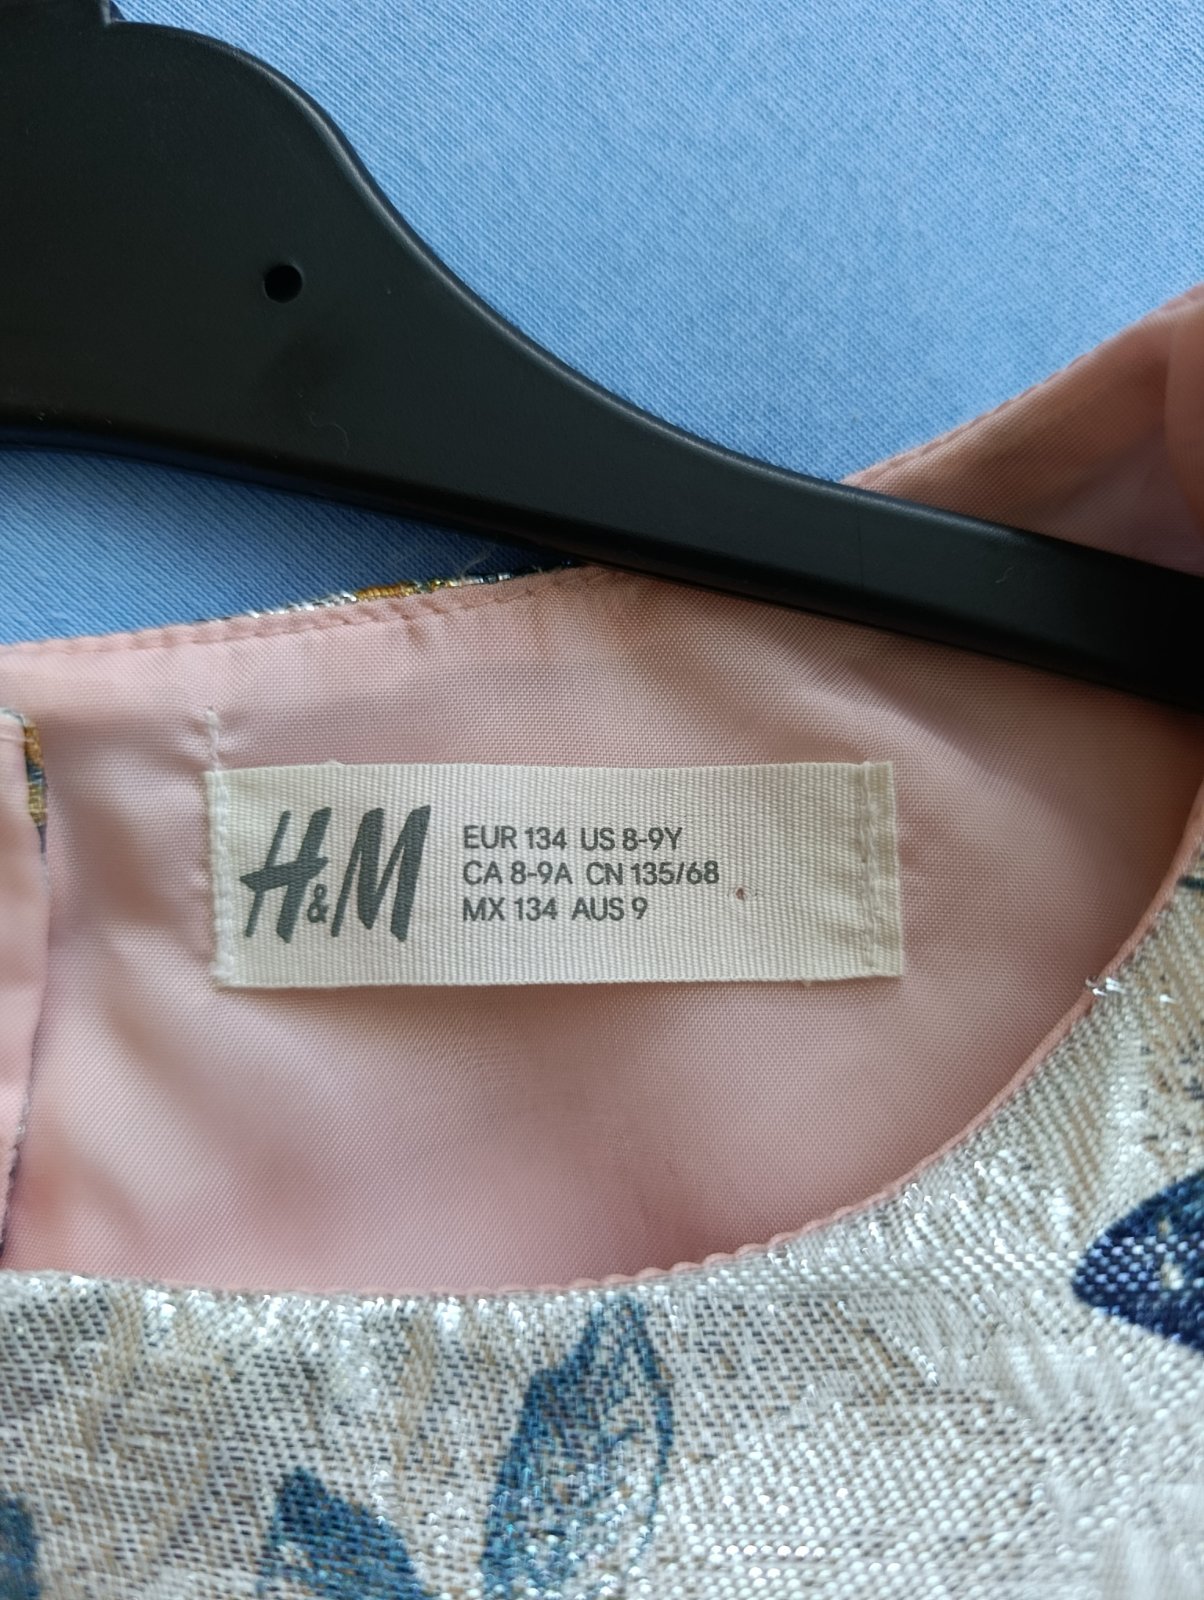 H&M
EUR 134 US 8-9Y
CA 8-9A CN 135/68
MX 134 AUS 9